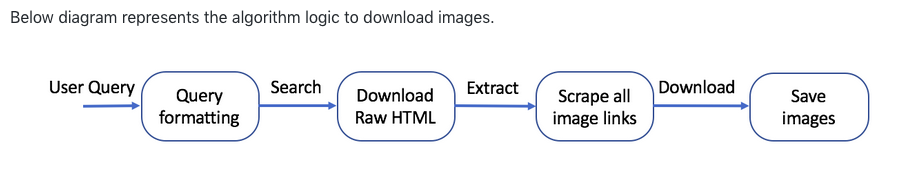 Below diagram represents the algorithm logic to download images.
User Query
Query
formatting
Search
Download
Raw HTML
Extract
Scrape all
image links
Download
Save
images